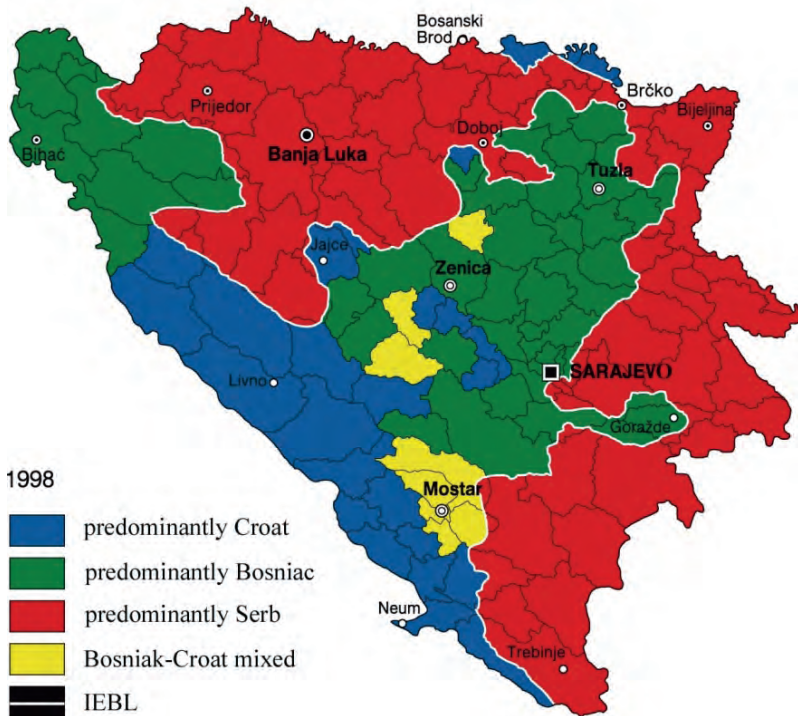 Bosanski
Brod
Brčko
Prijedor
Bijeljina
Doboj
Banja Luka
Bihać
Tuzla
Jajce
Zenica
SARAJEVO
Livno
Goražde
1998
Mostar
predominantly Croat
predominantly Bosniac
Neum
predominantly Serb
Bosniak-Croat mixed
Trebinje
IEBL